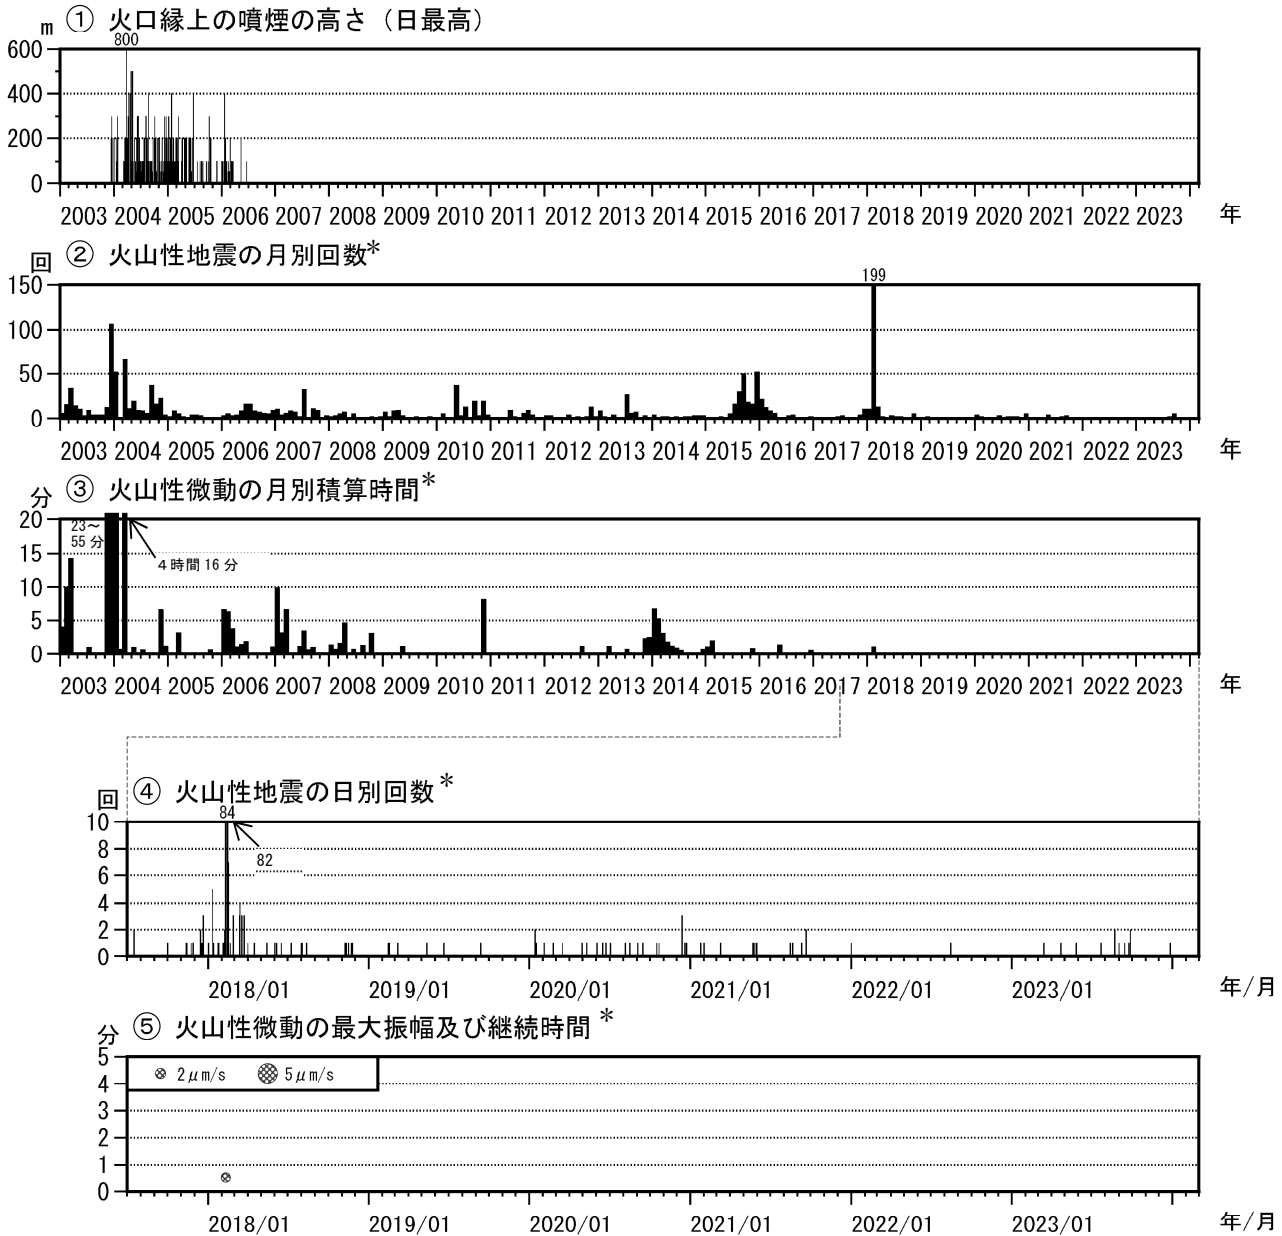 ① 火口縁上の噴煙の高さ（日最高）
m
800
600
400
200
0
2003 2004 2005 2006 2007 2008 2009 2010 2011 2012 2013 2014 2015 2016 2017 2018 2019 2020 2021 2022 2023 年
② 火山性地震の月別回数*
回
199
150
100
50
0
2003 2004 2005 2006 2007 2008 2009 2010 2011 2012 2013 2014 2015 2016 2017 2018 2019 2020 2021 2022 2023 年
③ 火山性微動の月別積算時間*
分
20
23～
55分
４時間16分
15
10
5
0
2003 2004 2005 2006 2007 2008 2009 2010 2011 2012 2013 2014 2015 2016 2017 2018 2019 2020 2021 2022 2023 年
④ 火山性地震の日別回数*
回
84
10
8
82
6
4
2
0
2018/01 2019/01 2020/01 2021/01 2022/01 2023/01 年/月
⑤ 火山性微動の最大振幅及び継続時間*
分
5
2μm/s 5μm/s
4
3
2
1
0
2018/01 2019/01 2020/01 2021/01 2022/01 2023/01 年/月